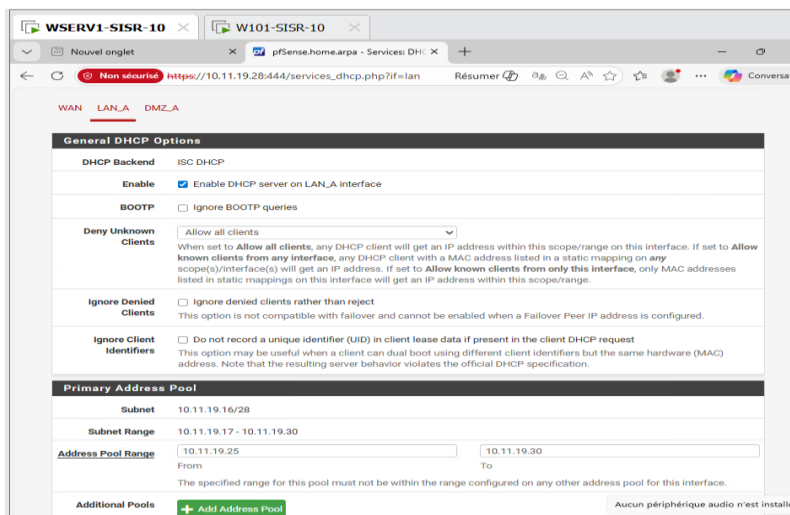 WSERV1-SISR-10
W101-SISR-10
Nouvel onglet
pfSense.home.arpa - Services: DHC
Non sécurisé https://10.11.19.28:444/services_dhcp.php?if=lan Résumer
Conversat
WAN LAN_A DMZ_A
General DHCP Options
DHCP Backend ISC DHCP
Enable Enable DHCP server on LAN_A interface
BOOTP Ignore BOOTP queries
Deny Unknown Clients Allow all clients
When set to Allow all clients, any DHCP client will get an IP address within this scope/range on this interface. If set to Allow
known clients from any interface, any DHCP client with a MAC address listed in a static mapping on any
scope(s)/interface(s) will get an IP address. If set to Allow known clients from only this interface, only MAC addresses
listed in static mappings on this interface will get an IP address within this scope/range.
Ignore Denied Clients Ignore denied clients rather than reject
This option is not compatible with failover and cannot be enabled when a Failover Peer IP address is configured.
Ignore Client Identifiers Do not record a unique identifier (UID) in client lease data if present in the client DHCP request
This option may be useful when a client can dual boot using different client identifiers but the same hardware (MAC)
address. Note that the resulting server behavior violates the official DHCP specification.
Primary Address Pool
Subnet 10.11.19.16/28
Subnet Range 10.11.19.17 - 10.11.19.30
Address Pool Range 10.11.19.25 10.11.19.30
From To
The specified range for this pool must not be within the range configured on any other address pool for this interface.
Additional Pools Add Address Pool
Aucun périphérique audio n'est installé